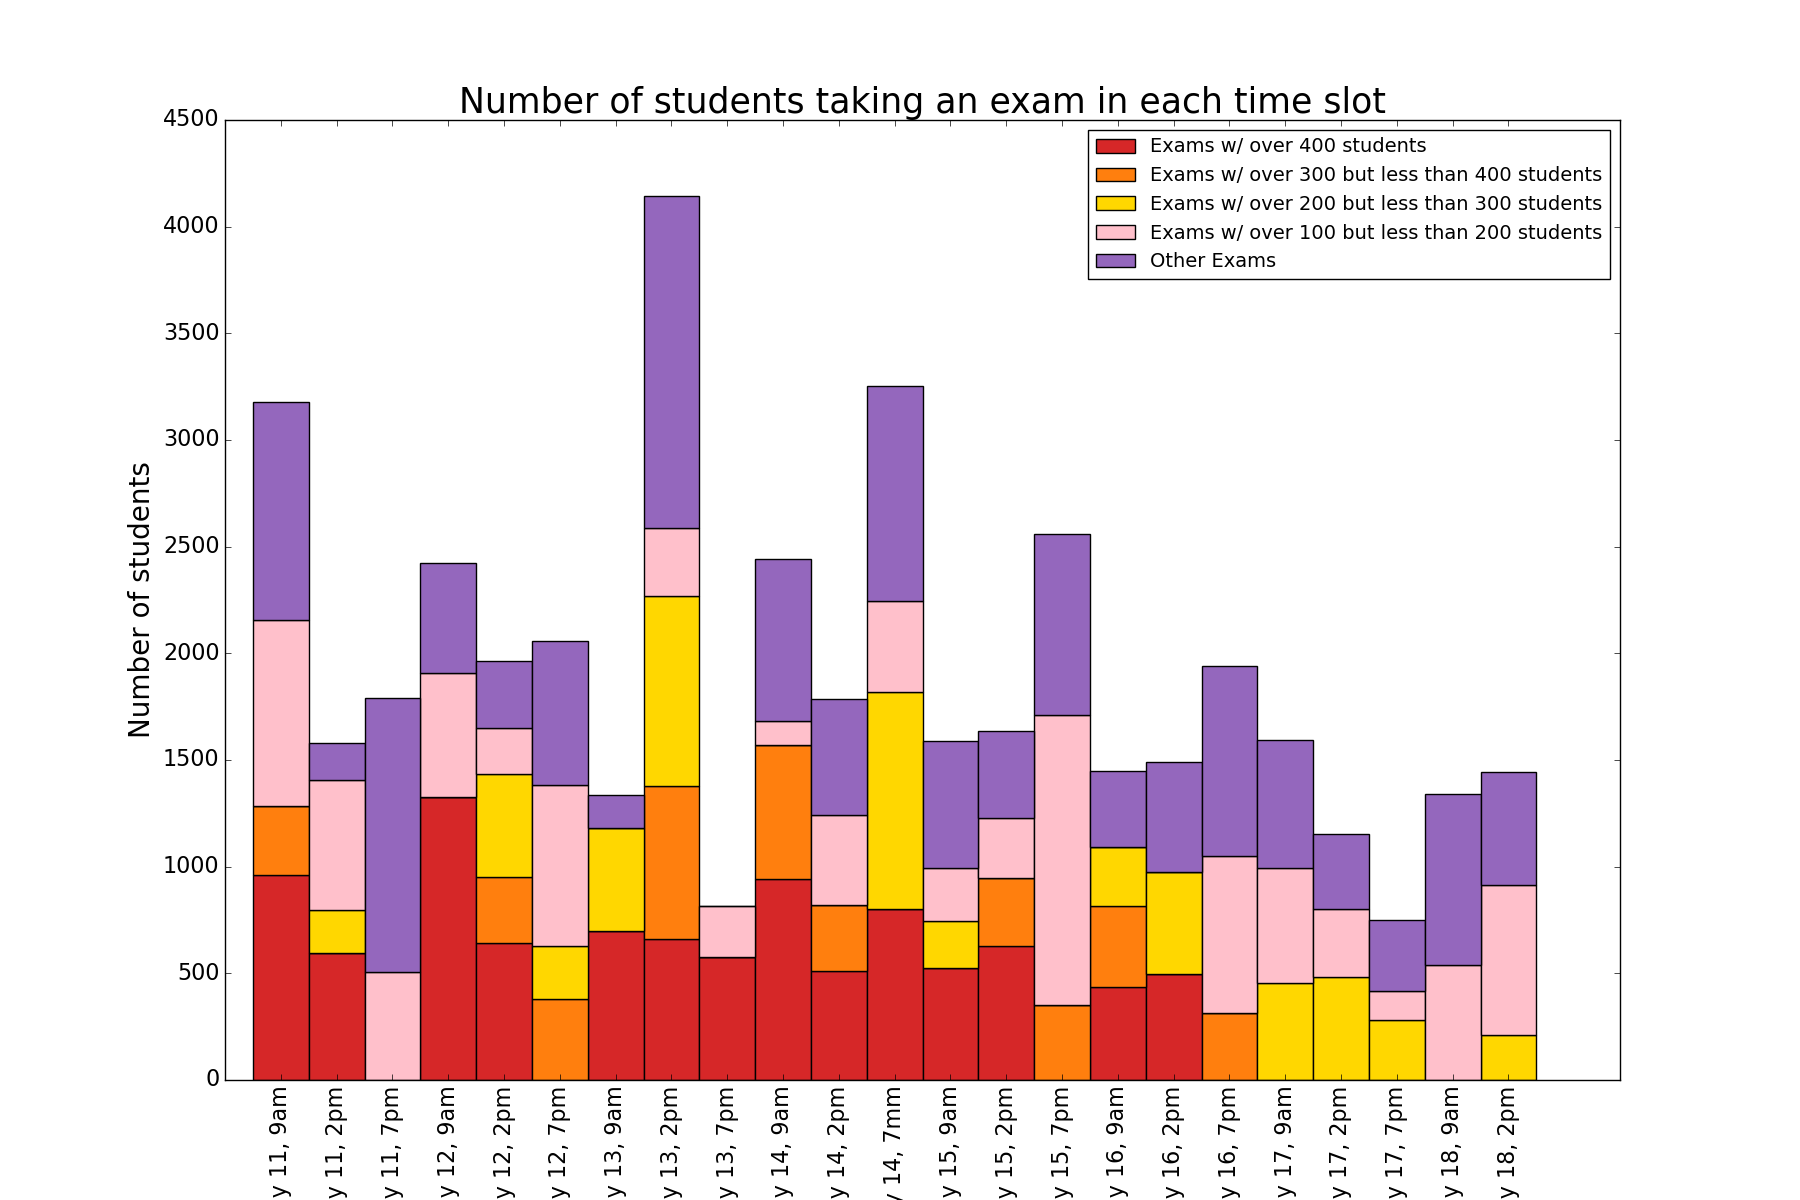 Number of students taking an exam in each time slot
Exams w/ over 400 students
Exams w/ over 300 but less than 400 students
Exams w/ over 200 but less than 300 students
Exams w/ over 100 but less than 200 students
Other Exams
Number of students
4500
4000
3500
3000
2500
2000
1500
1000
500
0
y 11, 9am
y 11, 2pm
y 11, 7pm
y 12, 9am
y 12, 2pm
y 12, 7pm
y 13, 9am
y 13, 2pm
y 13, 7pm
y 14, 9am
y 14, 2pm
y 14, 7mm
y 15, 9am
y 15, 2pm
y 15, 7pm
y 16, 9am
y 16, 2pm
y 16, 7pm
y 17, 9am
y 17, 2pm
y 17, 7pm
y 18, 9am
y 18, 2pm